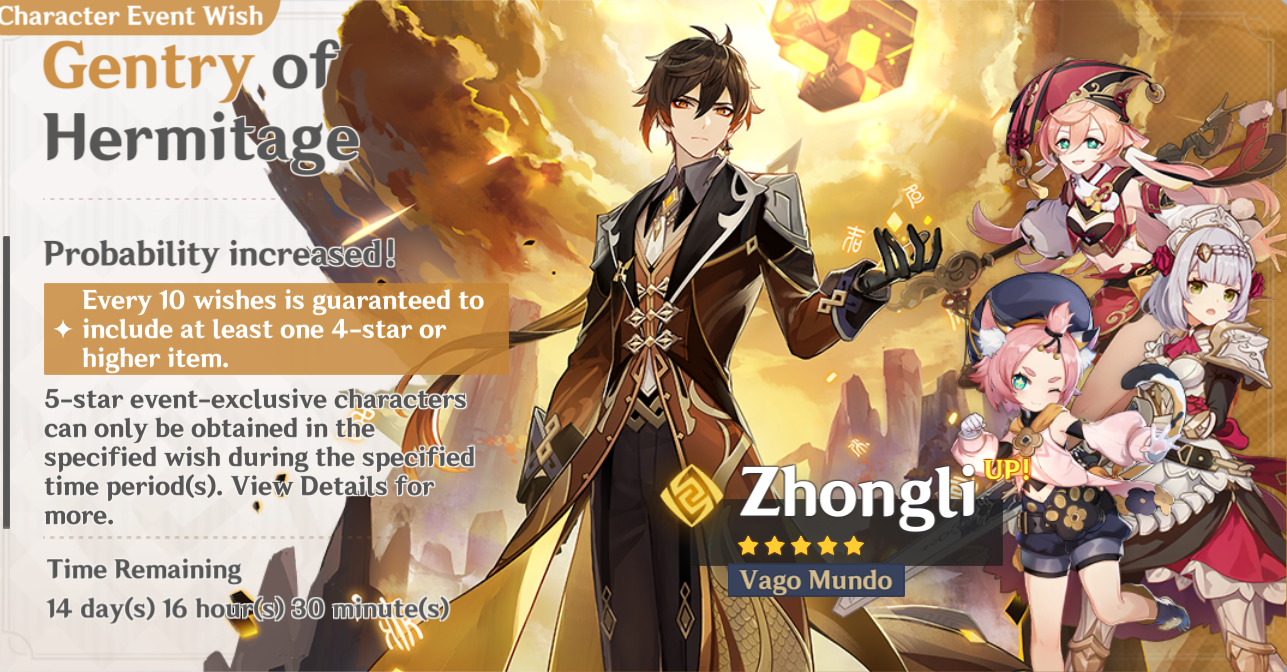 Character Event Wish
Gentry of
Hermitage
Probability increased!
Every 10 wishes is guaranteed to
include at least one 4-star or
higher item.
5-star event-exclusive characters
can only be obtained in the
specified wish during the specified
time period(s). View Details for
more.
Time Remaining
14 day(s) 16 hour(s) 30 minute(s)
Zhongli UP!
Vago Mundo